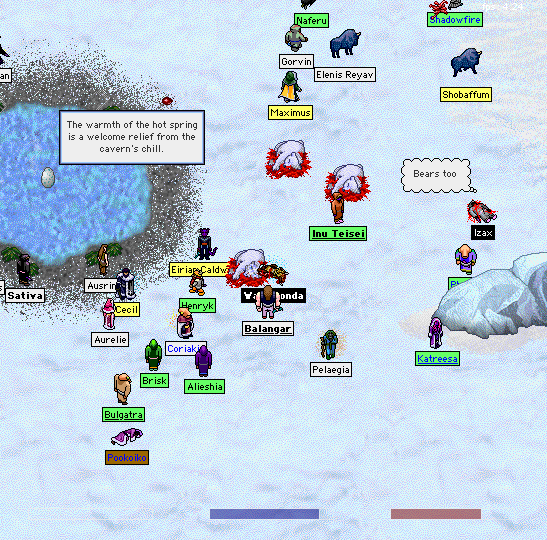 Naferu
Shadowfire
Gorvin
Elenis Reyav
Shobaffum
Maximus
The warmth of the hot spring
is a welcome relief from the
cavern's chill.
Bears too
Inu Teisei
Izax
Eirian Caldw
Sativa
Ausrin
Cecil
Henryk
Balangar
Aurelie
Coriaki
Pelaegia
Katreesa
Brisk
Alieshia
Bulgatra
Pookoiko